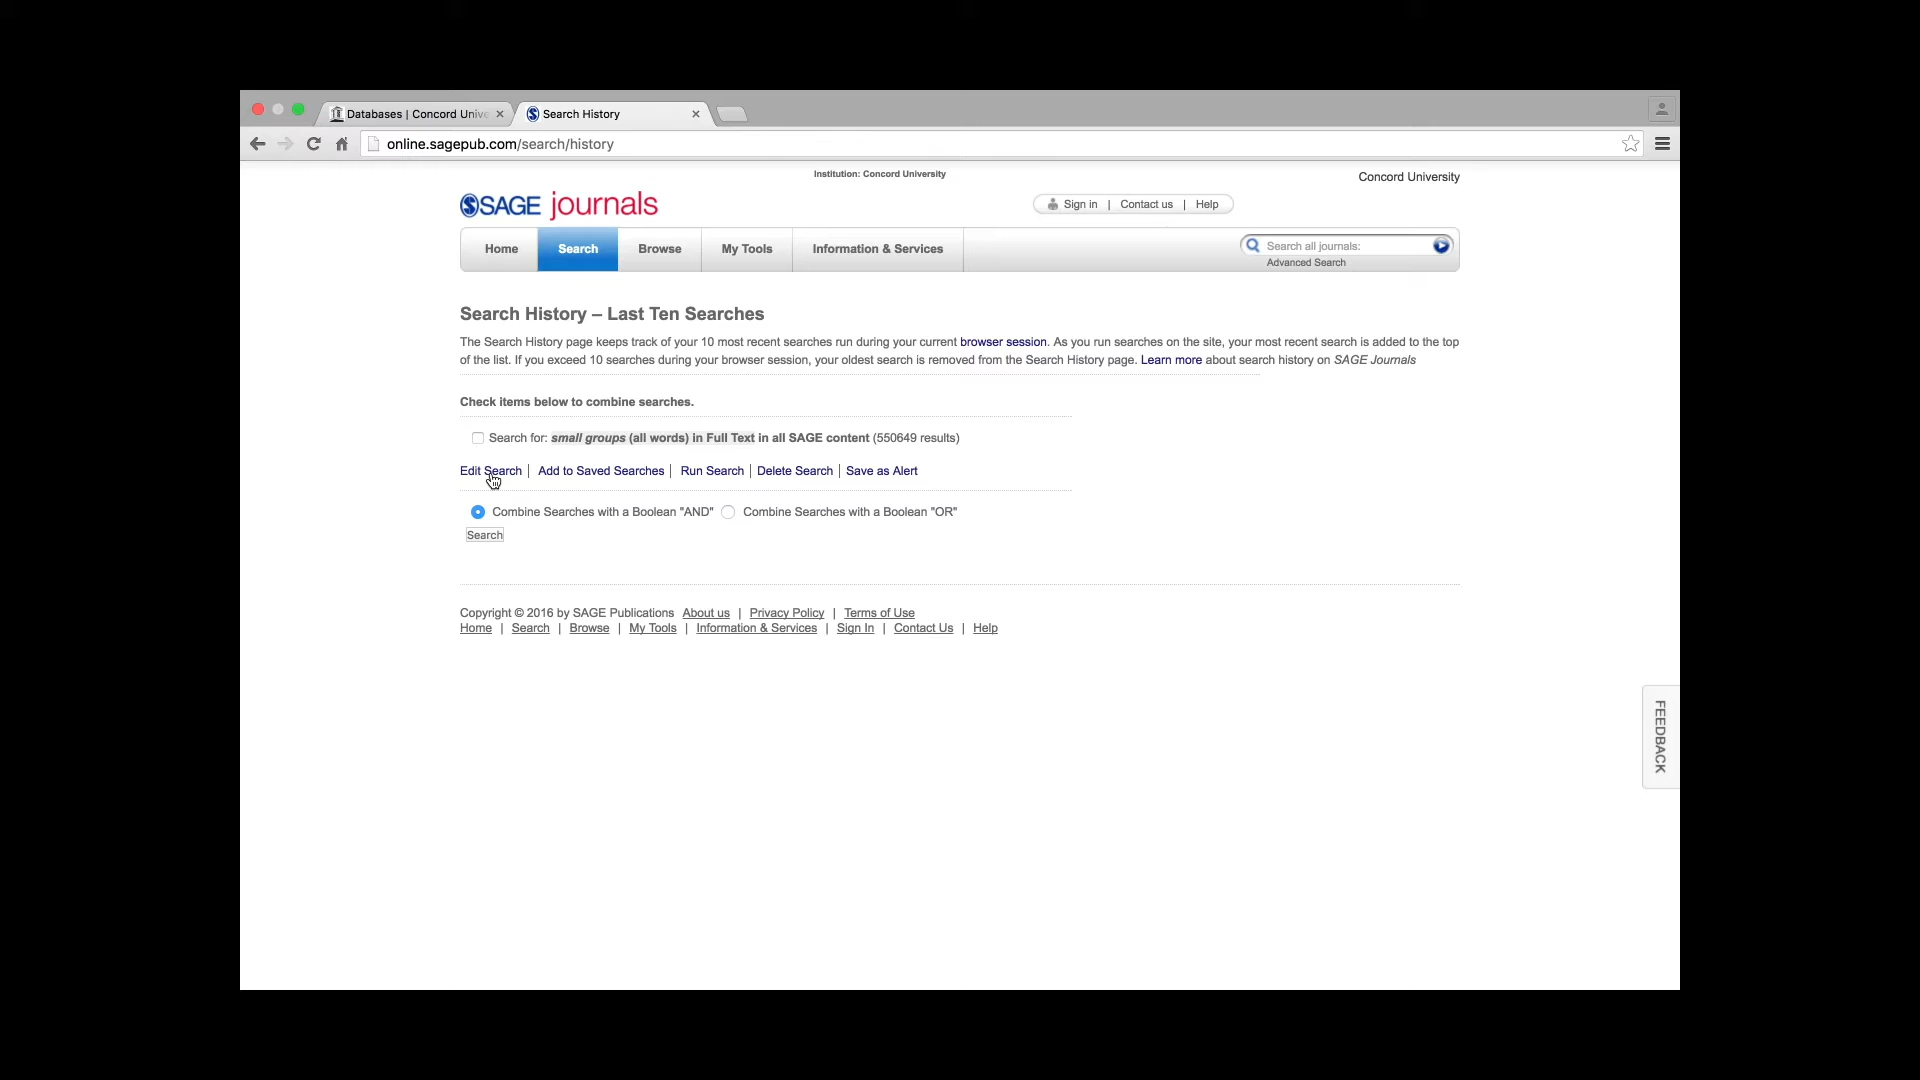 Databases | Concord Unive
Search History
online.sagepub.com/search/history
Institution: Concord University
Concord University
SAGE journals
Sign in | Contact us | Help
Home Search Browse My Tools Information & Services
Search all journals:
Advanced Search
Search History – Last Ten Searches
The Search History page keeps track of your 10 most recent searches run during your current browser session. As you run searches on the site, your most recent search is added to the top
of the list. If you exceed 10 searches during your browser session, your oldest search is removed from the Search History page. Learn more about search history on SAGE Journals
Check items below to combine searches.
Search for: small groups (all words) in Full Text in all SAGE content (550649 results)
Edit Search | Add to Saved Searches | Run Search | Delete Search | Save as Alert
Combine Searches with a Boolean "AND" Combine Searches with a Boolean "OR"
Search
Copyright © 2016 by SAGE Publications About us | Privacy Policy | Terms of Use
Home | Search | Browse | My Tools | Information & Services | Sign In | Contact Us | Help
FEEDBACK